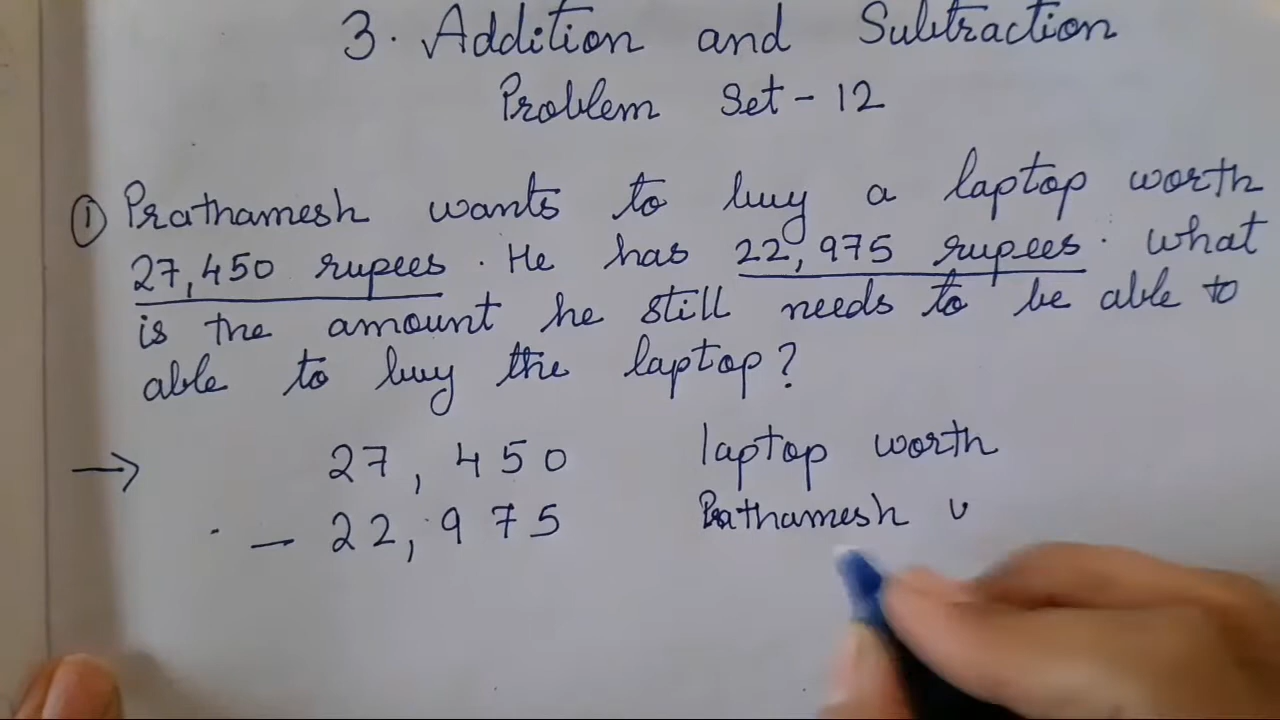 3. Addition and Subtraction
Problem Set - 12
① Prathamesh wants to buy a laptop worth
27,450 rupees. He has 22,975 rupees. what
is the amount he still needs to be able to
able to buy the laptop?
→ 27,450 laptop worth
- 22,975 Prathamesh